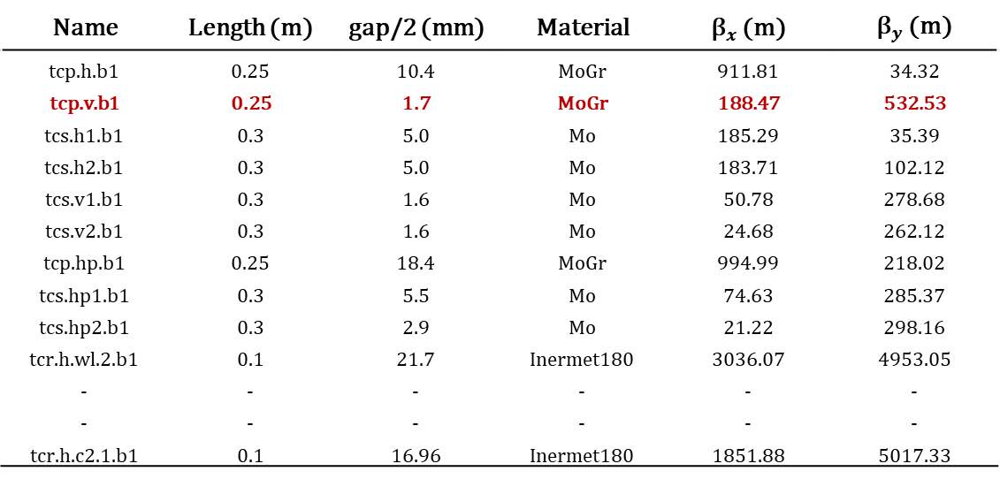 Name Length (m) gap/2 (mm) Material βx (m) βy (m)
tcp.h.b1 0.25 10.4 MoGr 911.81 34.32
tcp.v.b1 0.25 1.7 MoGr 188.47 532.53
tcs.h1.b1 0.3 5.0 Mo 185.29 35.39
tcs.h2.b1 0.3 5.0 Mo 183.71 102.12
tcs.v1.b1 0.3 1.6 Mo 50.78 278.68
tcs.v2.b1 0.3 1.6 Mo 24.68 262.12
tcp.hp.b1 0.25 18.4 MoGr 994.99 218.02
tcs.hp1.b1 0.3 5.5 Mo 74.63 285.37
tcs.hp2.b1 0.3 2.9 Mo 21.22 298.16
tcr.h.wl.2.b1 0.1 21.7 Inermet180 3036.07 4953.05
- - - - - -
- - - - - -
tcr.h.c2.1.b1 0.1 16.96 Inermet180 1851.88 5017.33